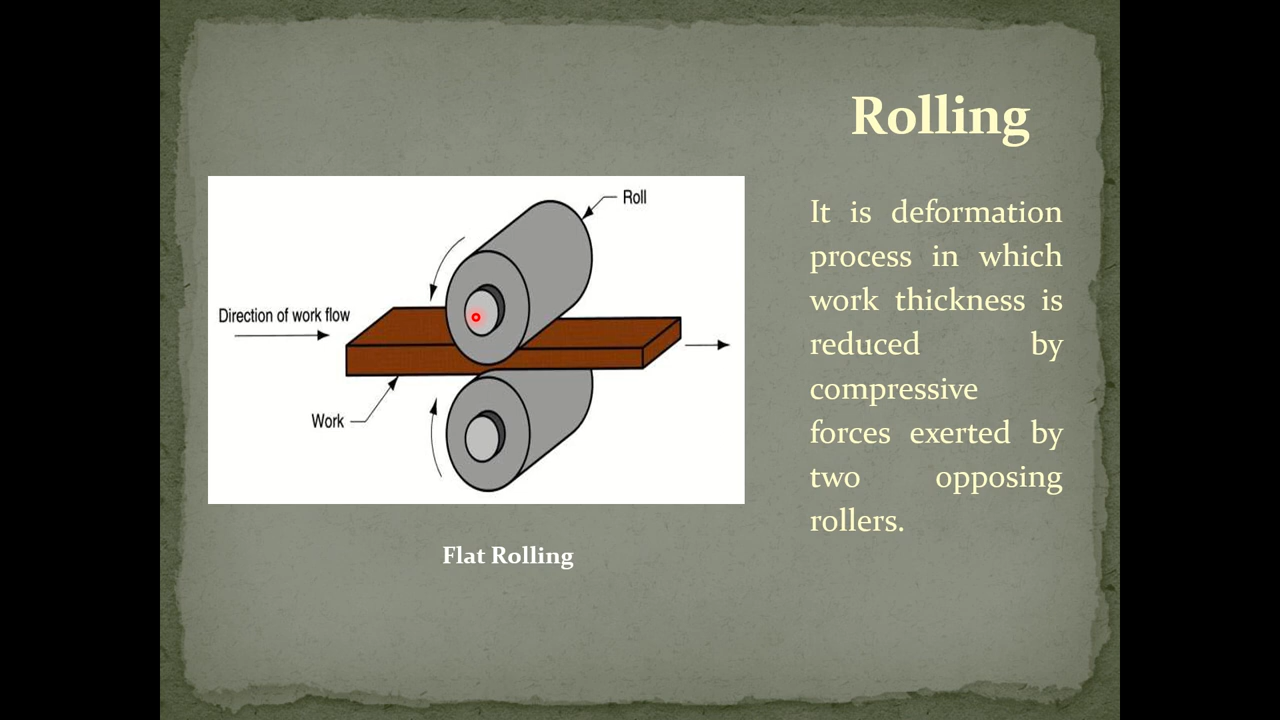 Rolling
Roll
Direction of work flow
Work
Flat Rolling
It is deformation
process in which
work thickness is
reduced by
compressive
forces exerted by
two opposing
rollers.